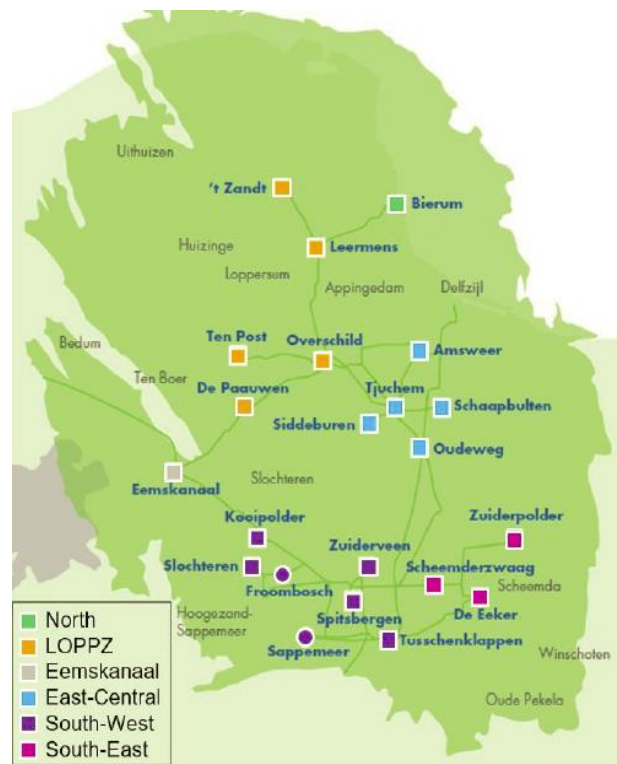 Uithuizen
't Zandt
Bierum
Huizinge
Leermens
Loppersum
Appingedam
Delfzijl
Bedum
Ten Post
Overschild
Amsweer
Ten Boer
De Paauwen
Tjuchem
Schaapbulten
Siddeburen
Oudeweg
Eemskanaal
Slochteren
Kooipolder
Zuiderpolder
Zuiderveen
Slochteren
Scheemderzwaag
Froombosch
Scheemda
De Eeker
Hoogezand-
Sappemeer
Spitsbergen
Sappemeer
Tusschenklappen
Winschoten
Oude Pekela
North
LOPPZ
Eemskanaal
East-Central
South-West
South-East